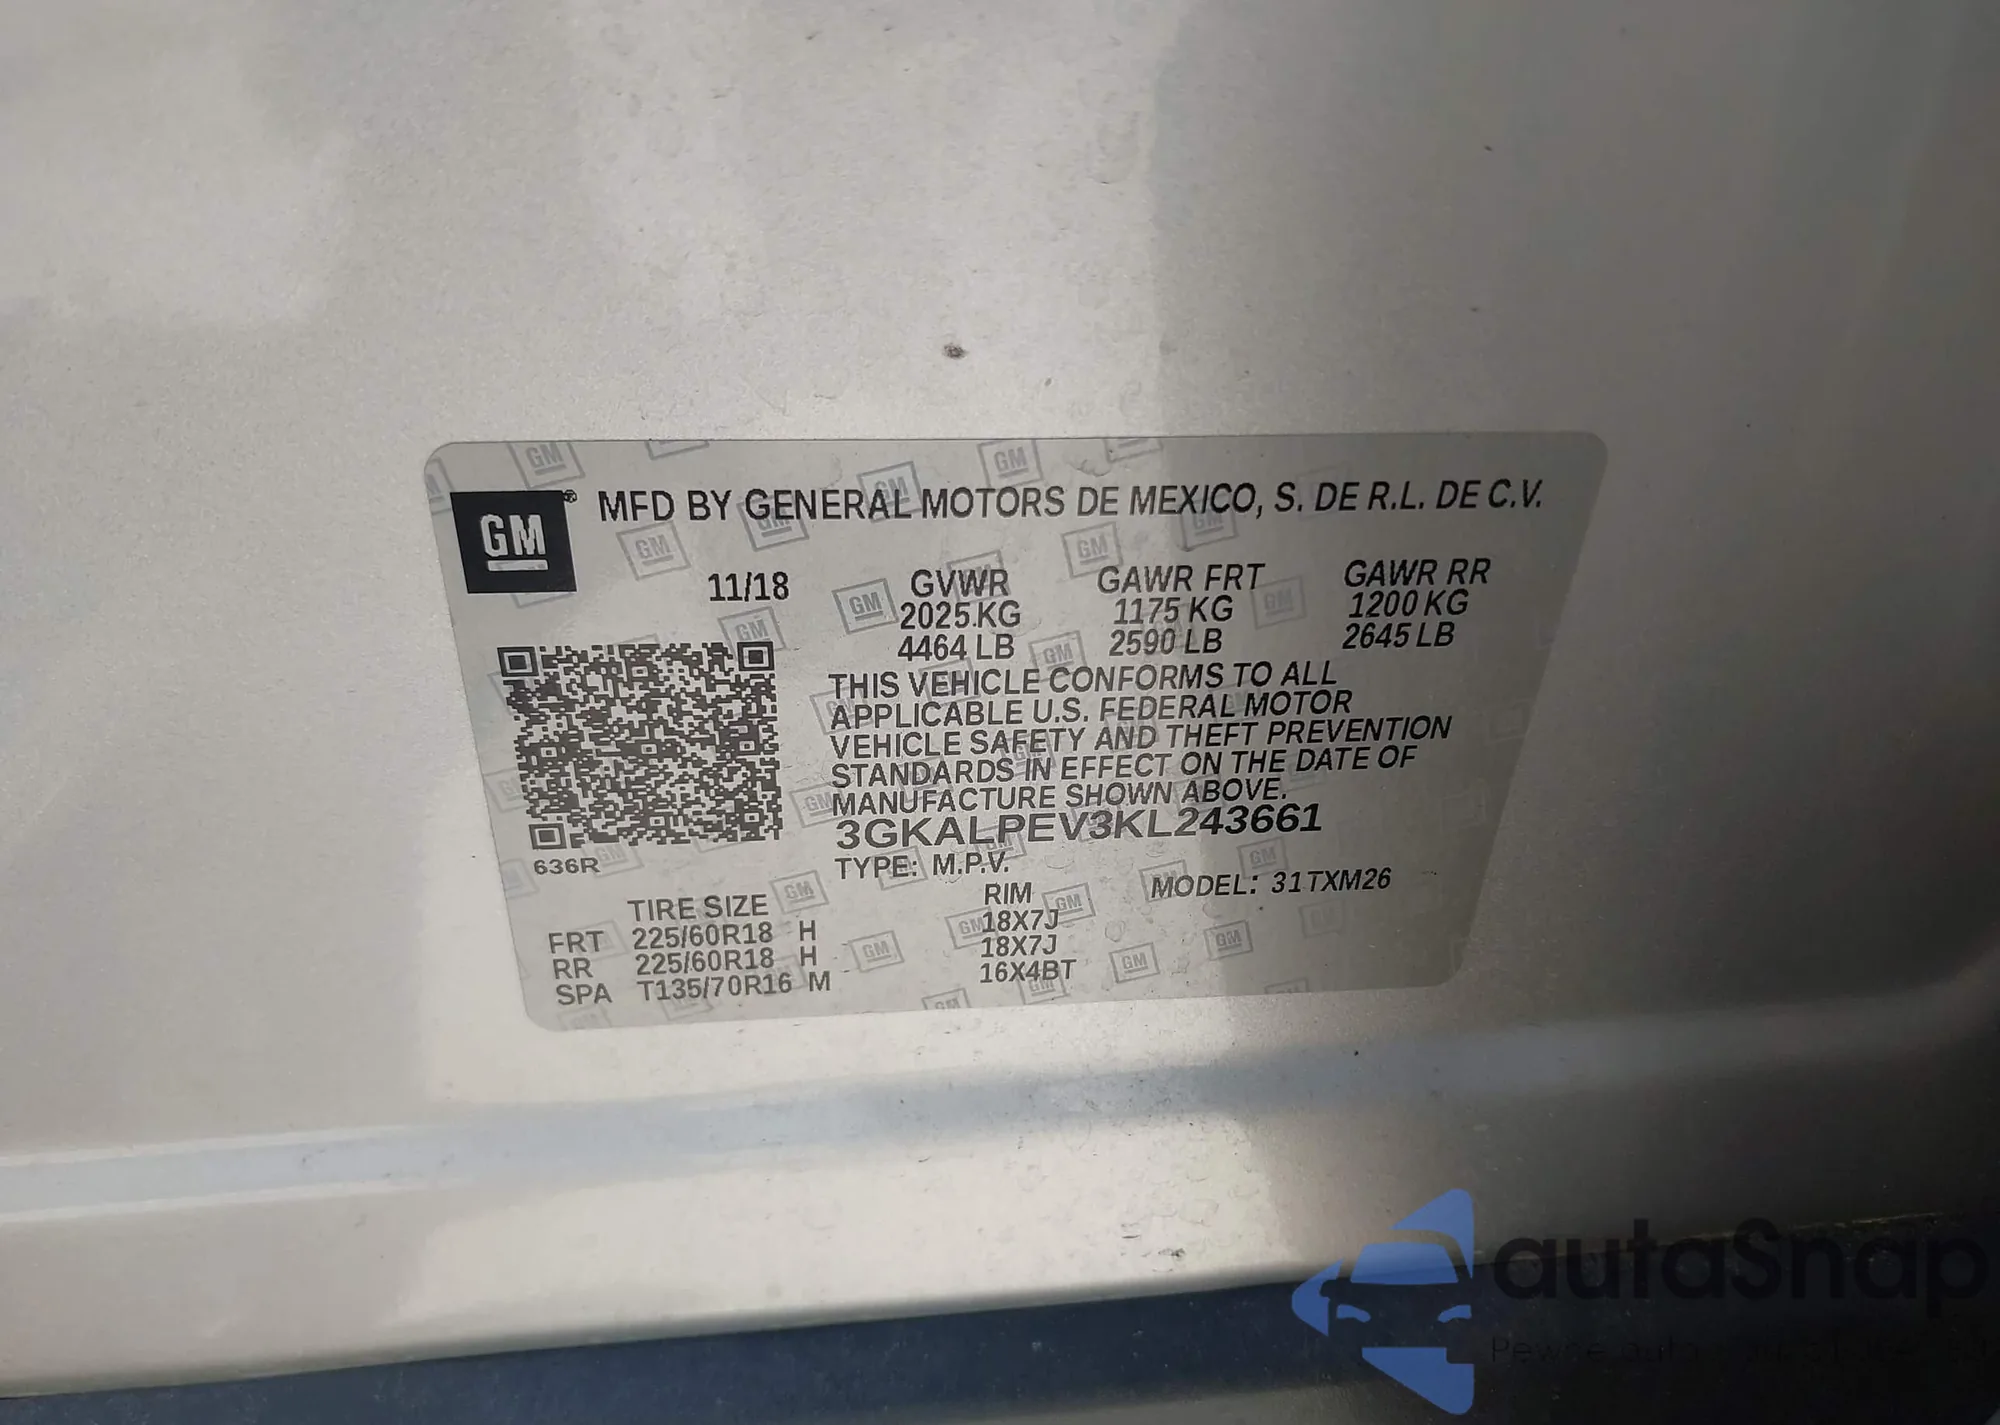 GM® MFD BY GENERAL MOTORS DE MEXICO, S. DE R.L. DE C.V.
11/18 GVWR GAWR FRT GAWR RR
2025 KG 1175 KG 1200 KG
4464 LB 2590 LB 2645 LB
THIS VEHICLE CONFORMS TO ALL
APPLICABLE U.S. FEDERAL MOTOR
VEHICLE SAFETY AND THEFT PREVENTION
STANDARDS IN EFFECT ON THE DATE OF
MANUFACTURE SHOWN ABOVE.
3GKALPEV3KL243661
636R TYPE: M.P.V.
MODEL: 31TXM26
TIRE SIZE RIM
FRT 225/60R18 H 18X7J
RR 225/60R18 H 18X7J
SPA T135/70R16 M 16X4BT
autaSnap